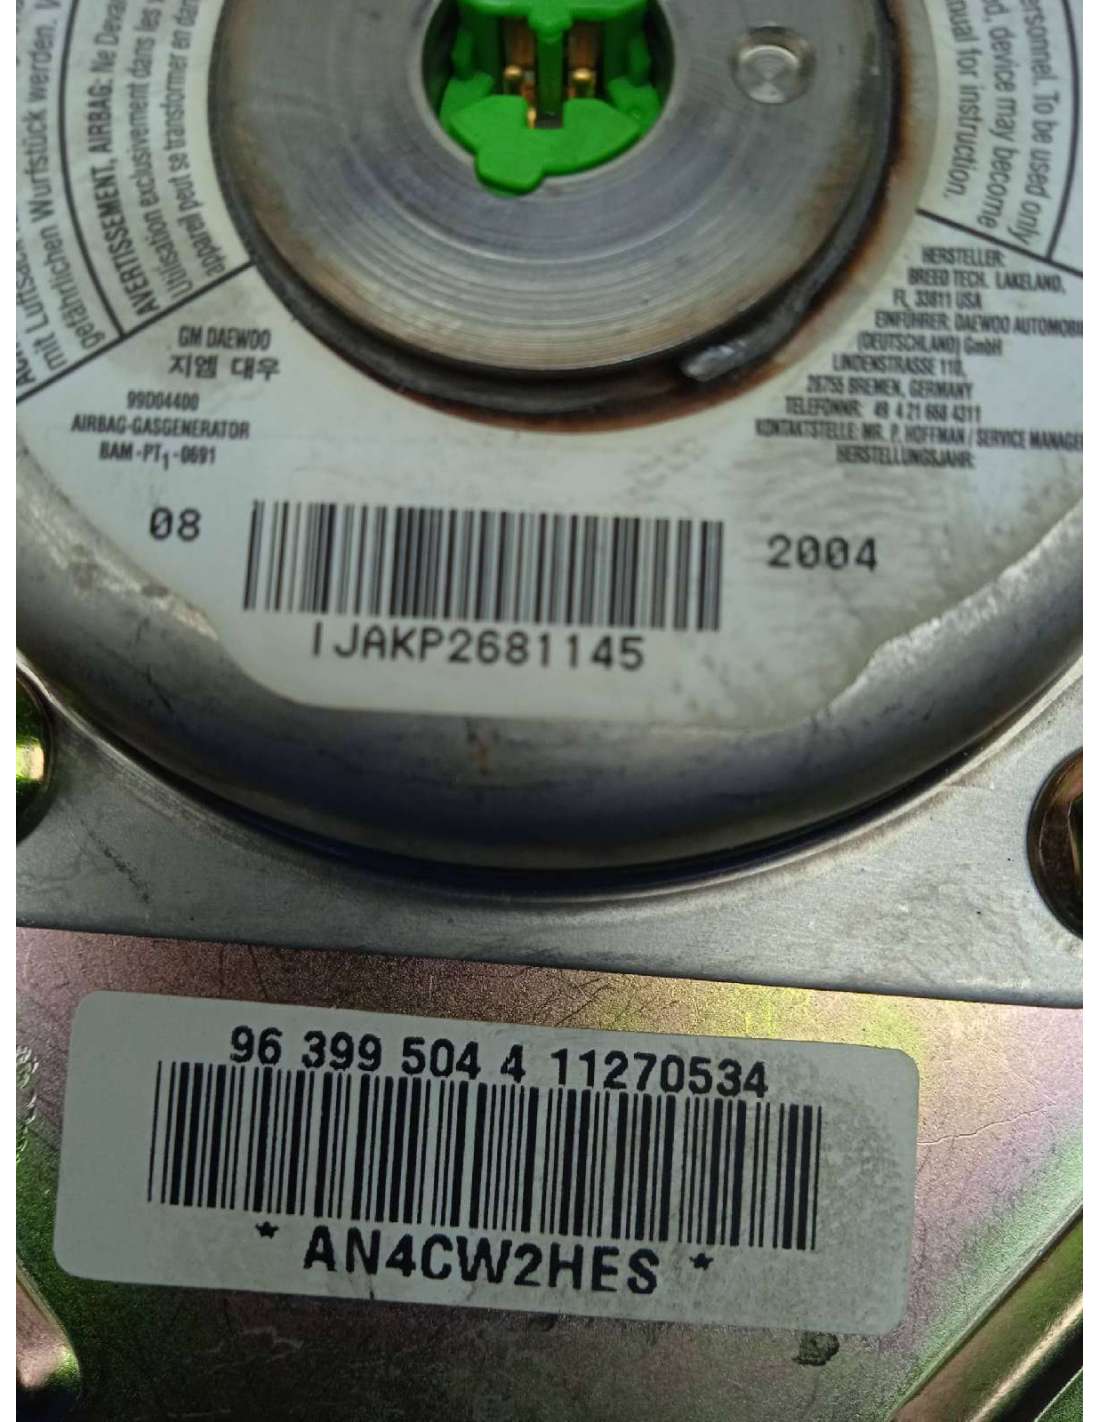 mit Luftsack
gefährlichen Wurfstück werden.
AVERTISSEMENT, AIRBAG: Ne
Utilisation exclusivement dans les
appareil peut se transformer en
personnel. To be used only
device may become
for instruction.
GM DAEWOO
지엠 대우
99D04400
AIRBAG-GASGENERATOR
BAM-PT1-0691
HERSTELLER:
BREED TECH. LAKELAND,
FL 33811 USA
EINFÜHRER: DAEWOO AUTOMOBI
(DEUTSCHLAND) GmbH
LINDENSTRASSE 110,
28755 BREMEN, GERMANY
TELEFONNR: 49 4 21 668 4311
KONTAKTSTELLE: MR. P. HOFFMAN / SERVICE MANAGER
HERSTELLUNGSJAHR:
08
2004
IJAKP2681145
96 399 504 4 11270534
* AN4CW2HES *